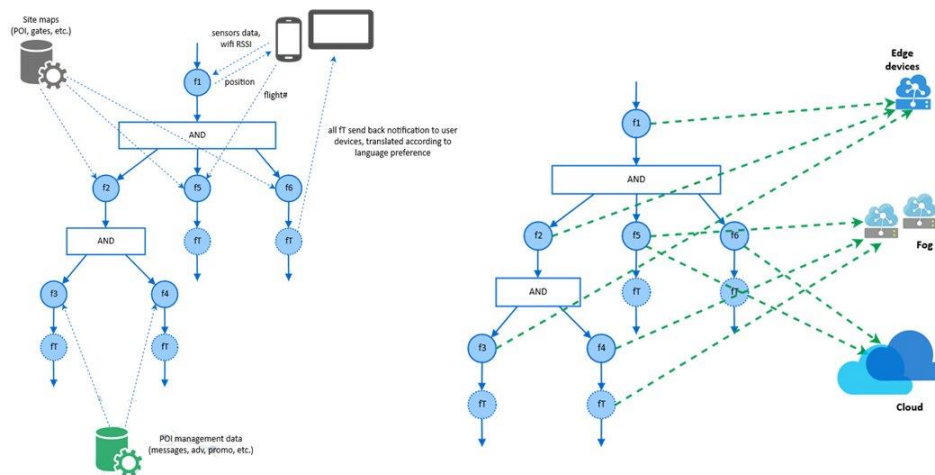 Site maps
(POI, gates, etc.)
sensors data,
wifi RSSI
f1
position
flight#
AND
all fT send back notification to user
devices, translated according to
language preference
f2
f5
f6
AND
fT
fT
f3
f4
fT
fT
POI management data
(messages, adv, promo, etc.)
Edge
devices
f1
AND
f2
f5
f6
Fog
AND
fT
fT
f3
f4
fT
fT
Cloud